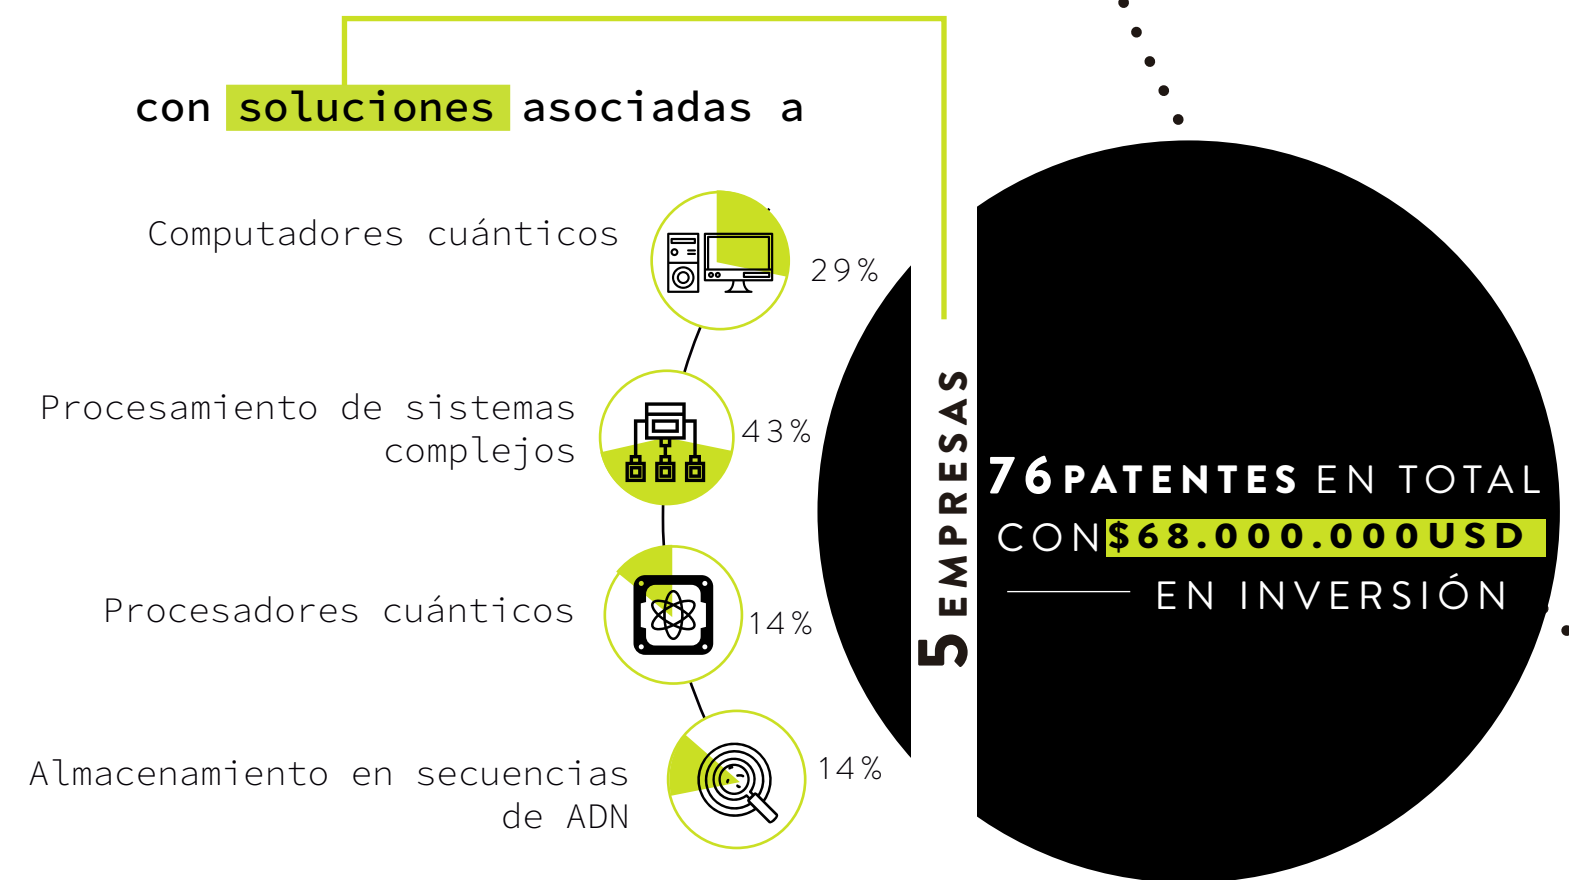 con soluciones asociadas a
Computadores cuánticos
29%
Procesamiento de sistemas
complejos
43%
Procesadores cuánticos
14%
Almacenamiento en secuencias
de ADN
14%
5 EMPRESAS
76 PATENTES EN TOTAL
CON $68.000.000USD
EN INVERSIÓN